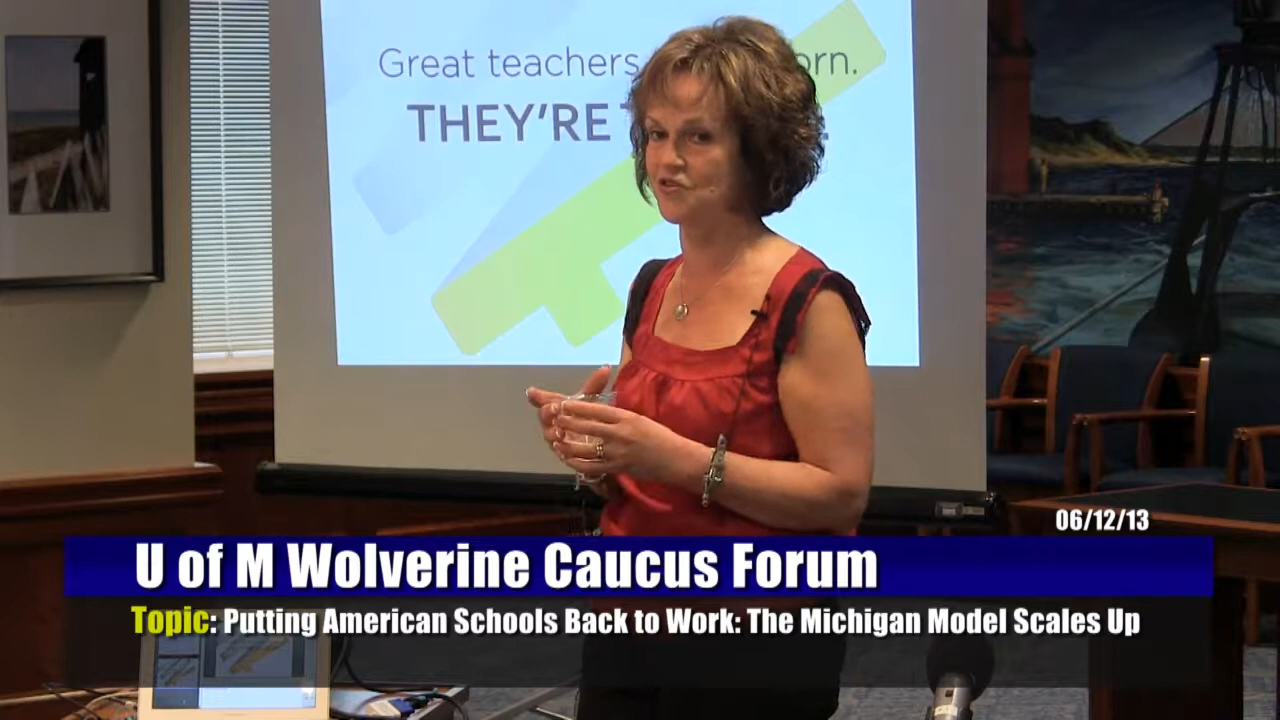 Great teachers orn.
THEY'RE
06/12/13
U of M Wolverine Caucus Forum
Topic: Putting American Schools Back to Work: The Michigan Model Scales Up